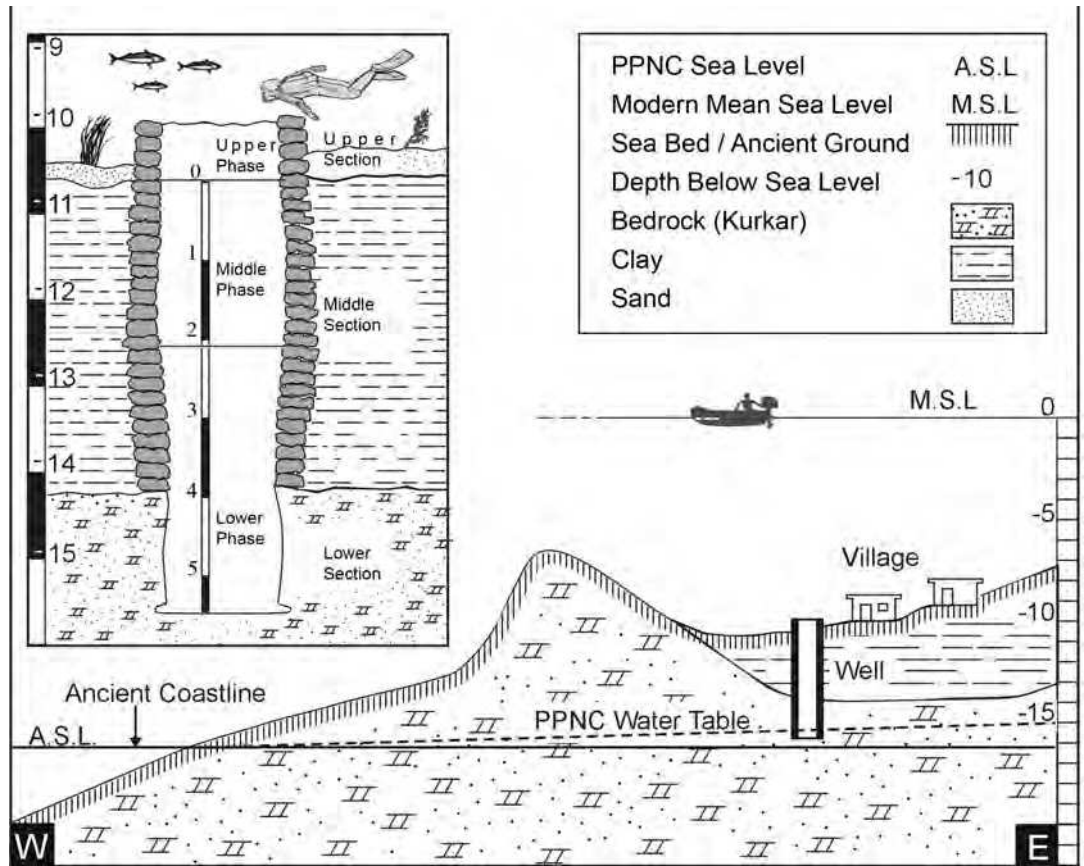 -9
-10
-11
-12
-13
-14
-15
Upper
Phase
Upper
Section
0
1
Middle
Phase
2
Middle
Section
3
4
Lower
Phase
Lower
Section
5
PPNC Sea Level A.S.L
Modern Mean Sea Level M.S.L
Sea Bed / Ancient Ground
Depth Below Sea Level -10
Bedrock (Kurkar)
Clay
Sand
M.S.L 0
-5
Village
-10
Well
-15
Ancient Coastline
PPNC Water Table
A.S.L.
W E